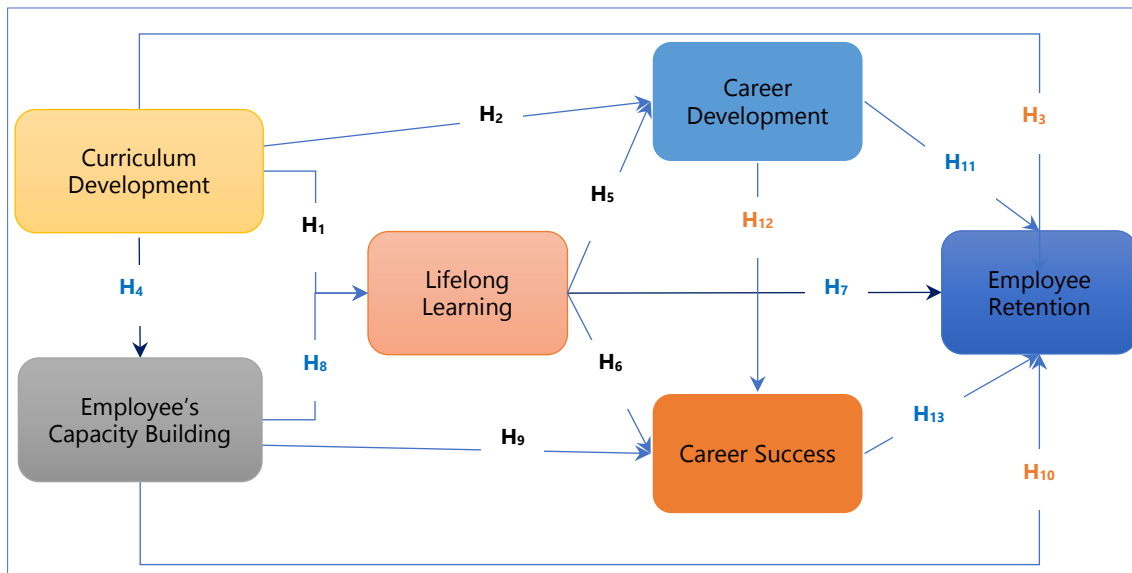 Career
Development
H₃
H₂
Curriculum
Development
H₁₁
H₅
H₁
H₁₂
H₄
Lifelong
Learning
H₇
Employee
Retention
H₈
H₆
Employee’s
Capacity Building
H₉
H₁₃
Career Success
H₁₀